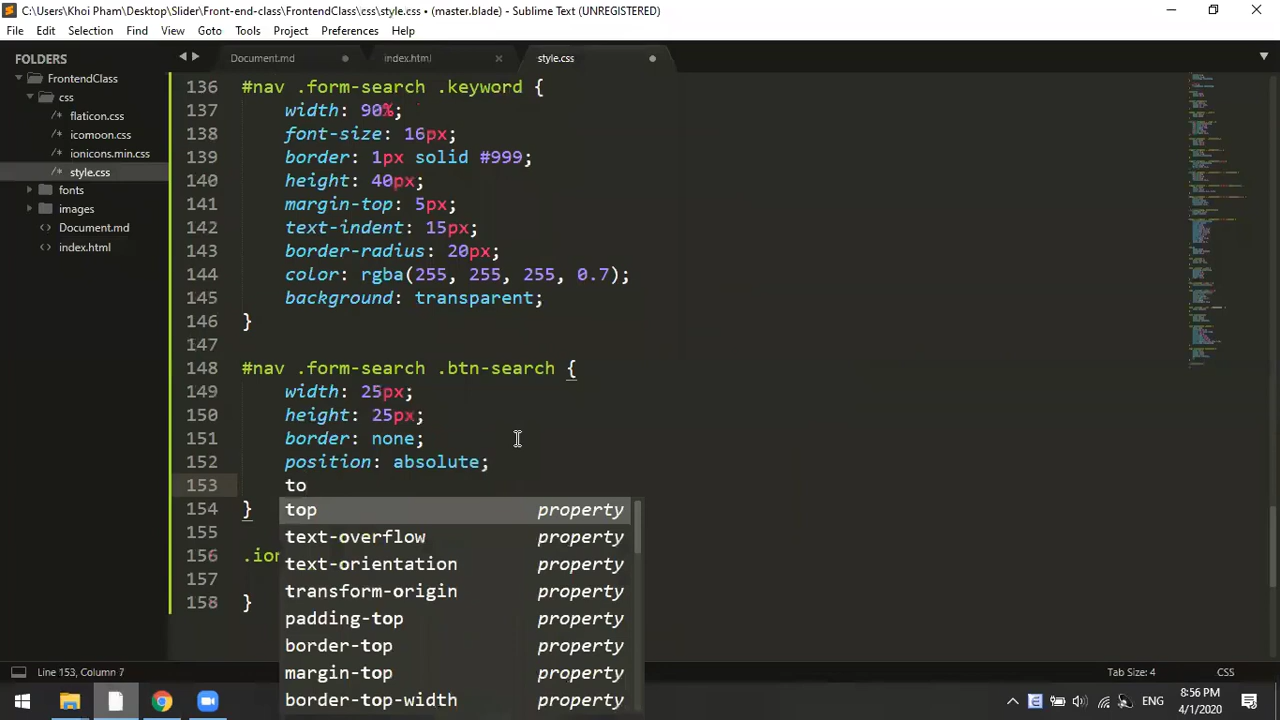 C:\Users\Khoi Pham\Desktop\Slider\Front-end-class\FrontendClass\css\style.css • (master.blade) - Sublime Text (UNREGISTERED)
File Edit Selection Find View Goto Tools Project Preferences Help
FOLDERS
FrontendClass
css
/* flaticon.css
/* icomoon.css
/* ionicons.min.css
/* style.css
fonts
images
Document.md
index.html
Document.md index.html style.css
136 #nav .form-search .keyword {
137 width: 90%;
138 font-size: 16px;
139 border: 1px solid #999;
140 height: 40px;
141 margin-top: 5px;
142 text-indent: 15px;
143 border-radius: 20px;
144 color: rgba(255, 255, 255, 0.7);
145 background: transparent;
146 }
147
148 #nav .form-search .btn-search {
149 width: 25px;
150 height: 25px;
151 border: none;
152 position: absolute;
153 to
154 }
155
156 .ion
157
158 }
top property
text-overflow property
text-orientation property
transform-origin property
padding-top property
border-top property
margin-top property
border-top-width property
Line 153, Column 7 Tab Size: 4 CSS
ENG 8:56 PM
4/1/2020